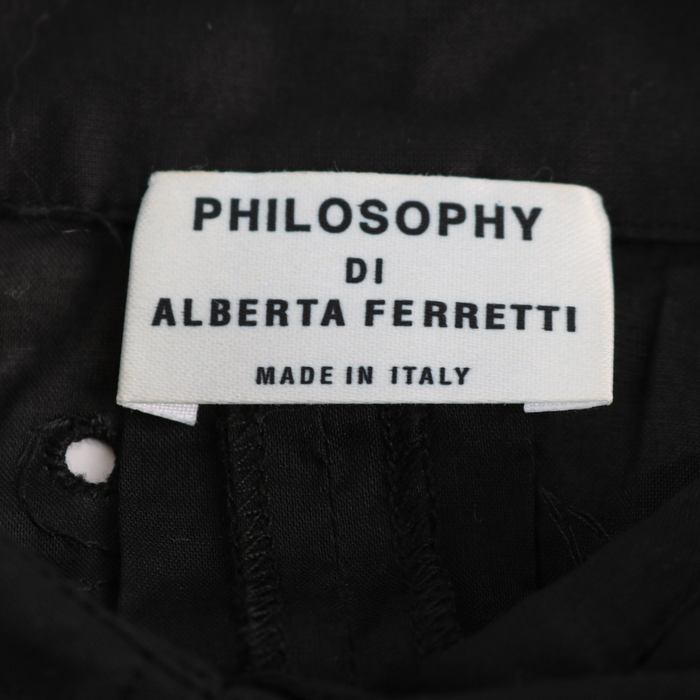 PHILOSOPHY
DI
ALBERTA FERRETTI
MADE IN ITALY